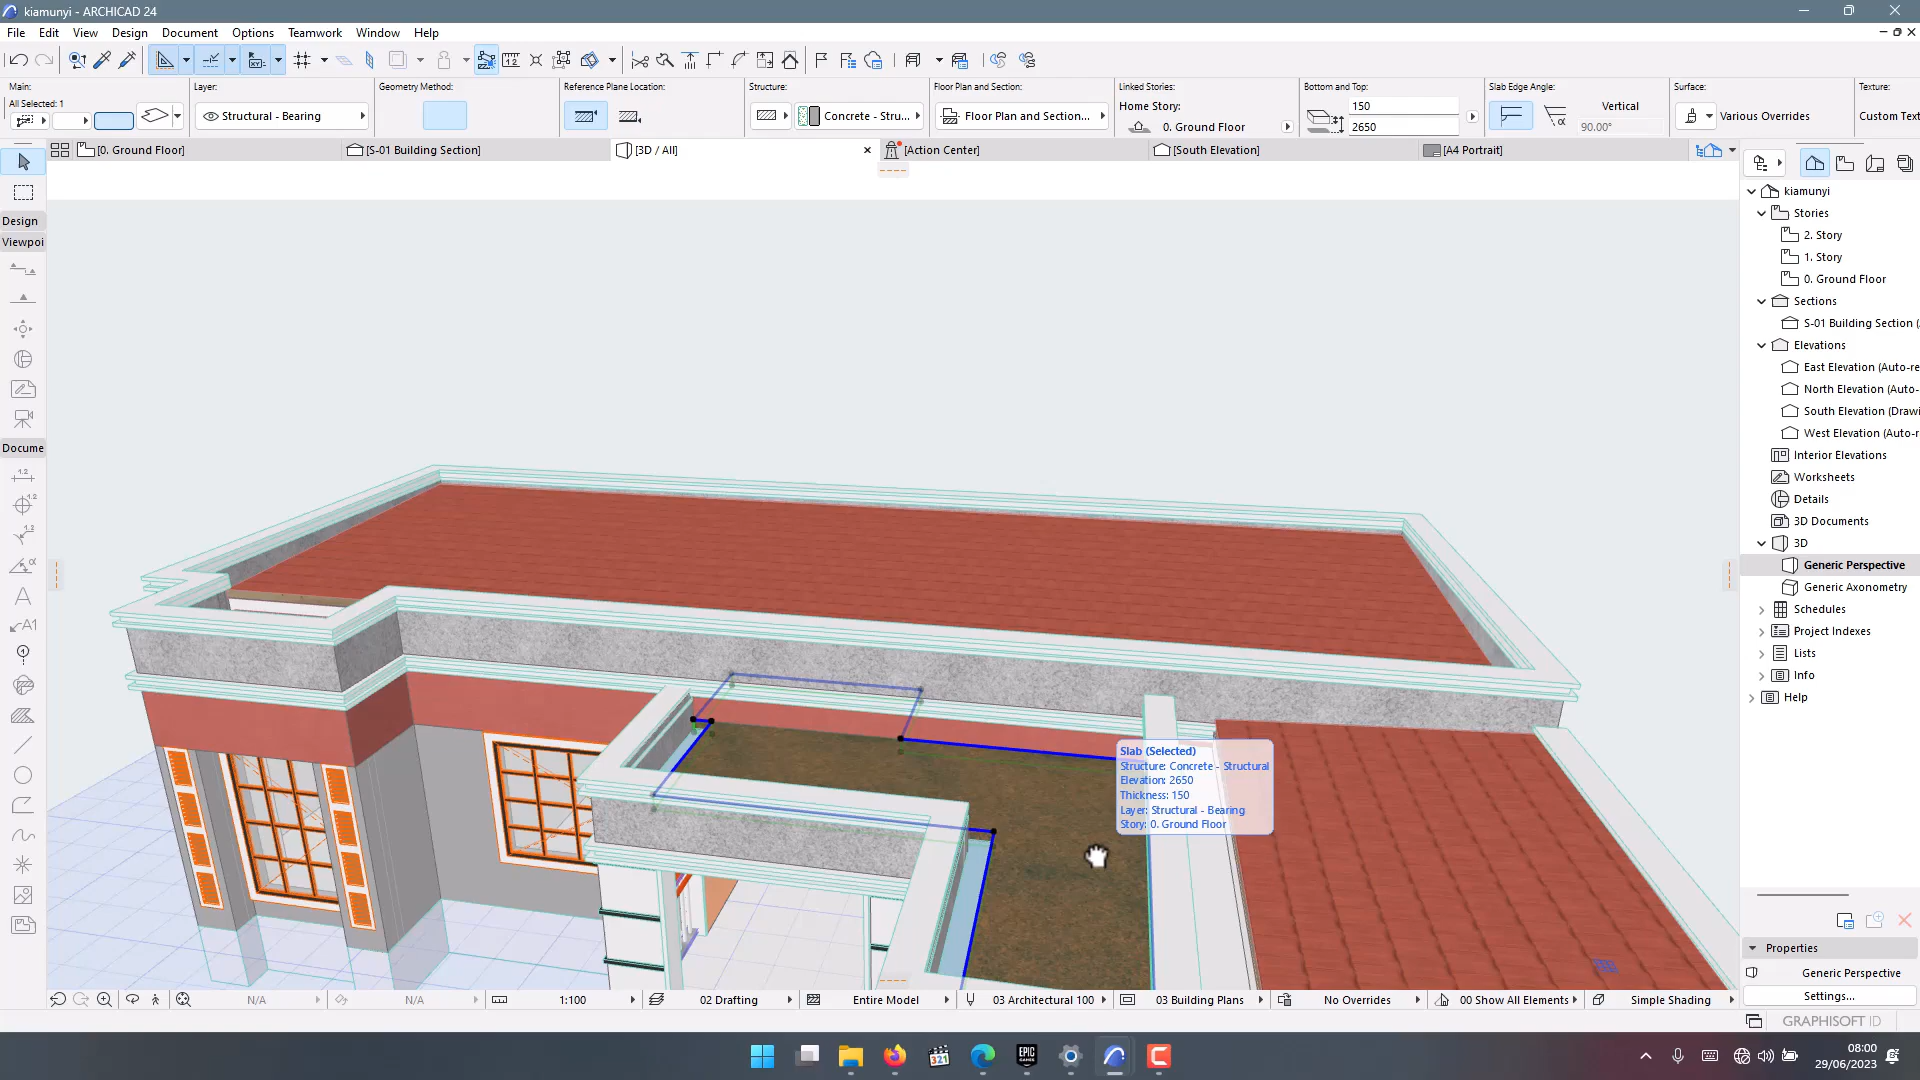 kiamunyi - ARCHICAD 24
File Edit View Design Document Options Teamwork Window Help
Main:
All Selected: 1
Layer:
Structural - Bearing
Geometry Method:
Reference Plane Location:
Structure:
Concrete - Stru...
Floor Plan and Section:
Floor Plan and Section...
Linked Stories:
Home Story:
0. Ground Floor
Bottom and Top:
150
2650
Slab Edge Angle:
Vertical
90.00°
Surface:
Various Overrides
Texture:
Custom Text
[0. Ground Floor]
[S-01 Building Section]
[3D / All]
[Action Center]
[South Elevation]
[A4 Portrait]
Design
Viewpoi
Docume
kiamunyi
Stories
2. Story
1. Story
0. Ground Floor
Sections
S-01 Building Section (
Elevations
East Elevation (Auto-re
North Elevation (Auto-
South Elevation (Drawi
West Elevation (Auto-r
Interior Elevations
Worksheets
Details
3D Documents
3D
Generic Perspective
Generic Axonometry
Schedules
Project Indexes
Lists
Info
Help
Slab (Selected)
Structure: Concrete - Structural
Elevation: 2650
Thickness: 150
Layer: Structural - Bearing
Story: 0. Ground Floor
Properties
Generic Perspective
Settings...
N/A
N/A
1:100
02 Drafting
Entire Model
03 Architectural 100
03 Building Plans
No Overrides
00 Show All Elements
Simple Shading
GRAPHISOFT ID
EPIC
GAMES
321
08:00
29/06/2023